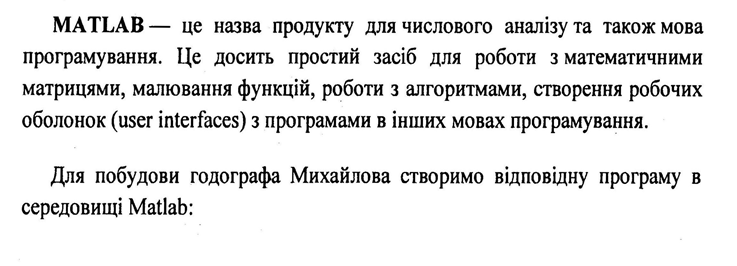 MATLAB — це назва продукту для числового аналізу та також мова
програмування. Це досить простий засіб для роботи з математичними
матрицями, малювання функцій, роботи з алгоритмами, створення робочих
оболонок (user interfaces) з програмами в інших мовах програмування.
Для побудови годографа Михайлова створимо відповідну програму в
середовищі Matlab: